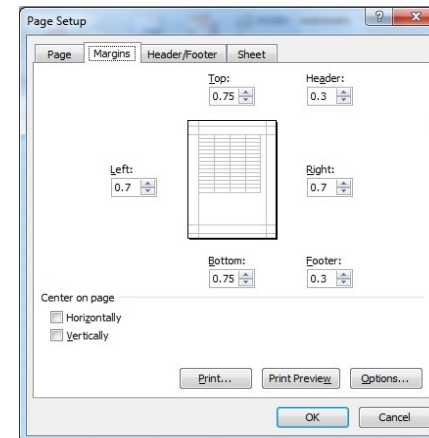 Page Setup
Page Margins Header/Footer Sheet
Top: Header:
0.75 0.3
Left: Right:
0.7 0.7
Bottom: Footer:
0.75 0.3
Center on page
Horizontally
Vertically
Print... Print Preview Options...
OK Cancel